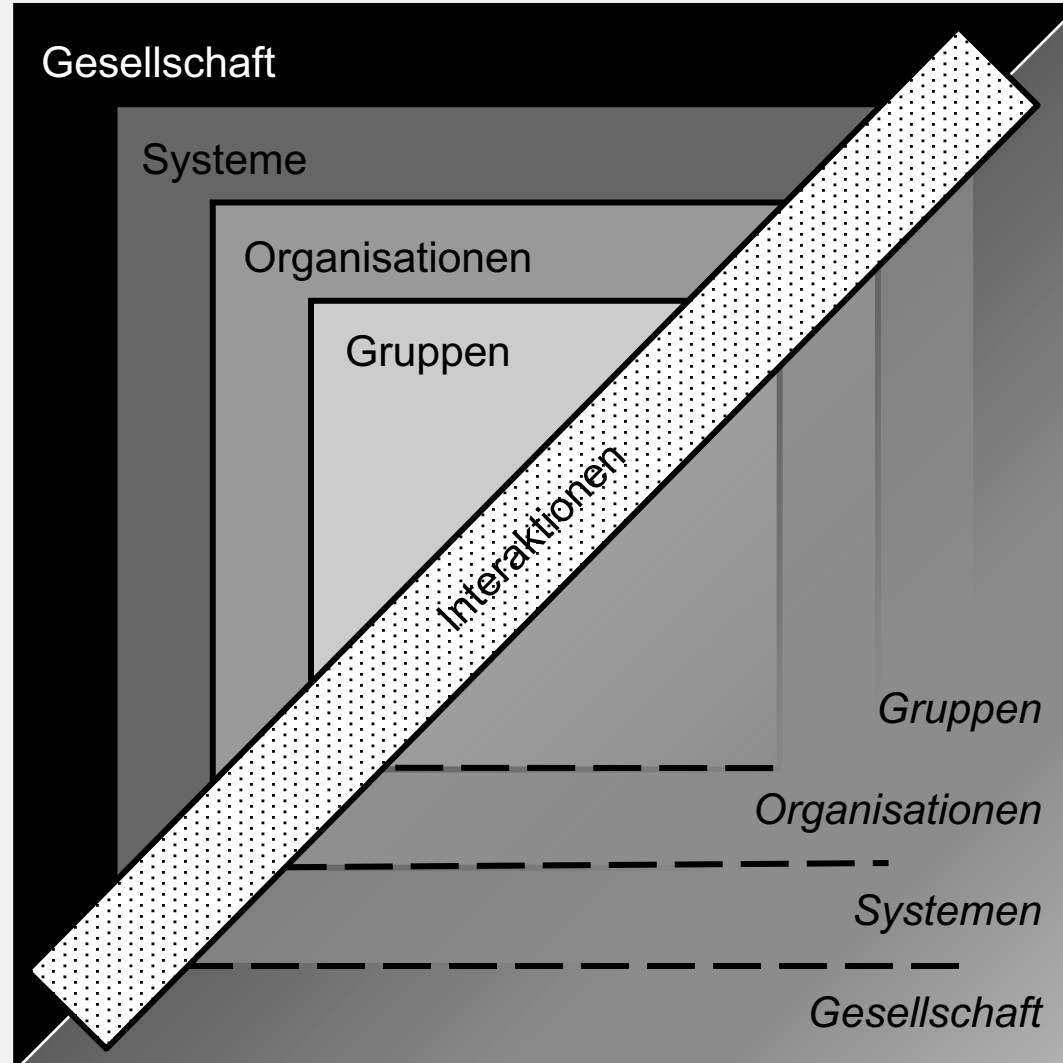 Gesellschaft
Systeme
Organisationen
Gruppen
Interaktionen
Gruppen
Organisationen
Systemen
Gesellschaft